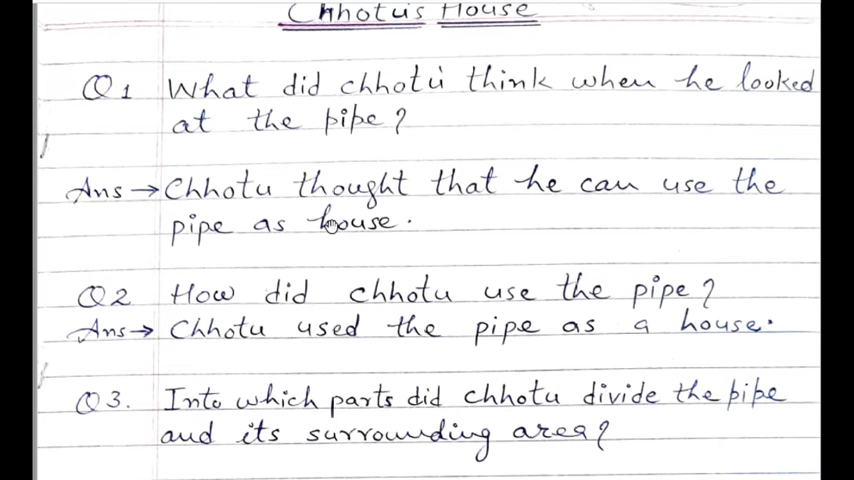 Chhotu's House
Q1 What did chhotu think when he looked
at the pipe?
Ans → Chhotu thought that he can use the
pipe as house.
Q2 How did chhotu use the pipe?
Ans → Chhotu used the pipe as a house.
Q3. Into which parts did chhotu divide the pipe
and its surrounding area?